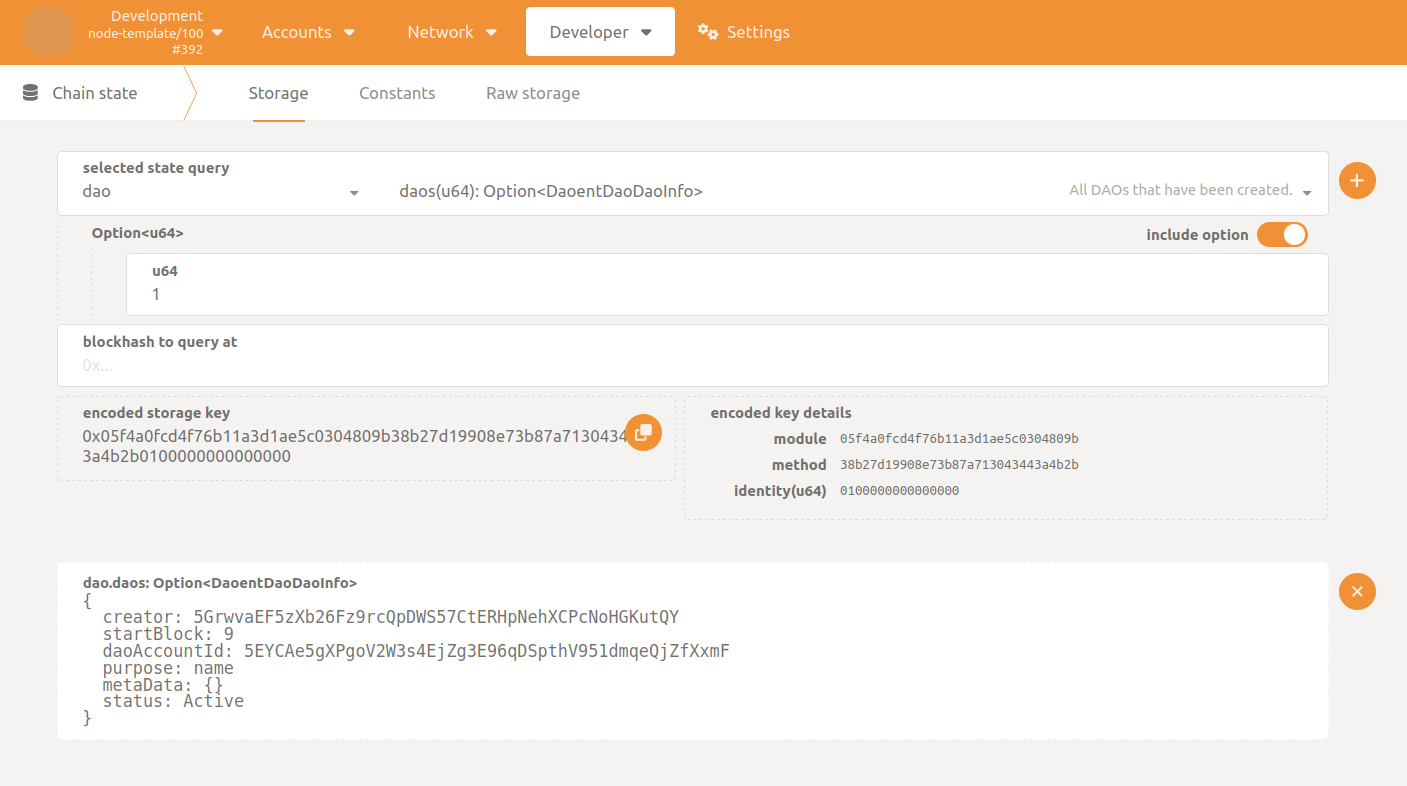 Development
node-template/100
#392
Accounts
Network
Developer
Settings
Chain state
Storage
Constants
Raw storage
selected state query
dao
daos(u64): Option<DaoentDaoDaoInfo>
All DAOs that have been created.
Option<u64>
include option
u64
1
blockhash to query at
0x...
encoded storage key
0x05f4a0fcd4f76b11a3d1ae5c0304809b38b27d19908e73b87a7130434
3a4b2b0100000000000000
encoded key details
module 05f4a0fcd4f76b11a3d1ae5c0304809b
method 38b27d19908e73b87a713043443a4b2b
identity(u64) 0100000000000000
dao.daos: Option<DaoentDaoDaoInfo>
{
creator: 5GrwvaEF5zXb26Fz9rcQpDWS57CtERHpNehXCPcNoHGKutQY
startBlock: 9
daoAccountId: 5EYCAe5gXPgoV2W3s4EjZg3E96qDSpthV951dmqeQjZfXxmF
purpose: name
metaData: {}
status: Active
}